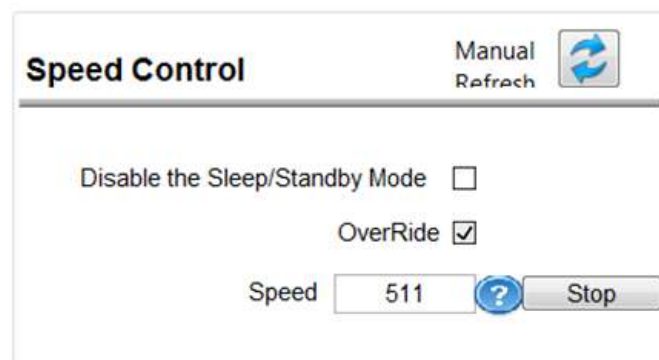 Speed Control
Manual
Refresh
Disable the Sleep/Standby Mode
OverRide
Speed 511 ? Stop